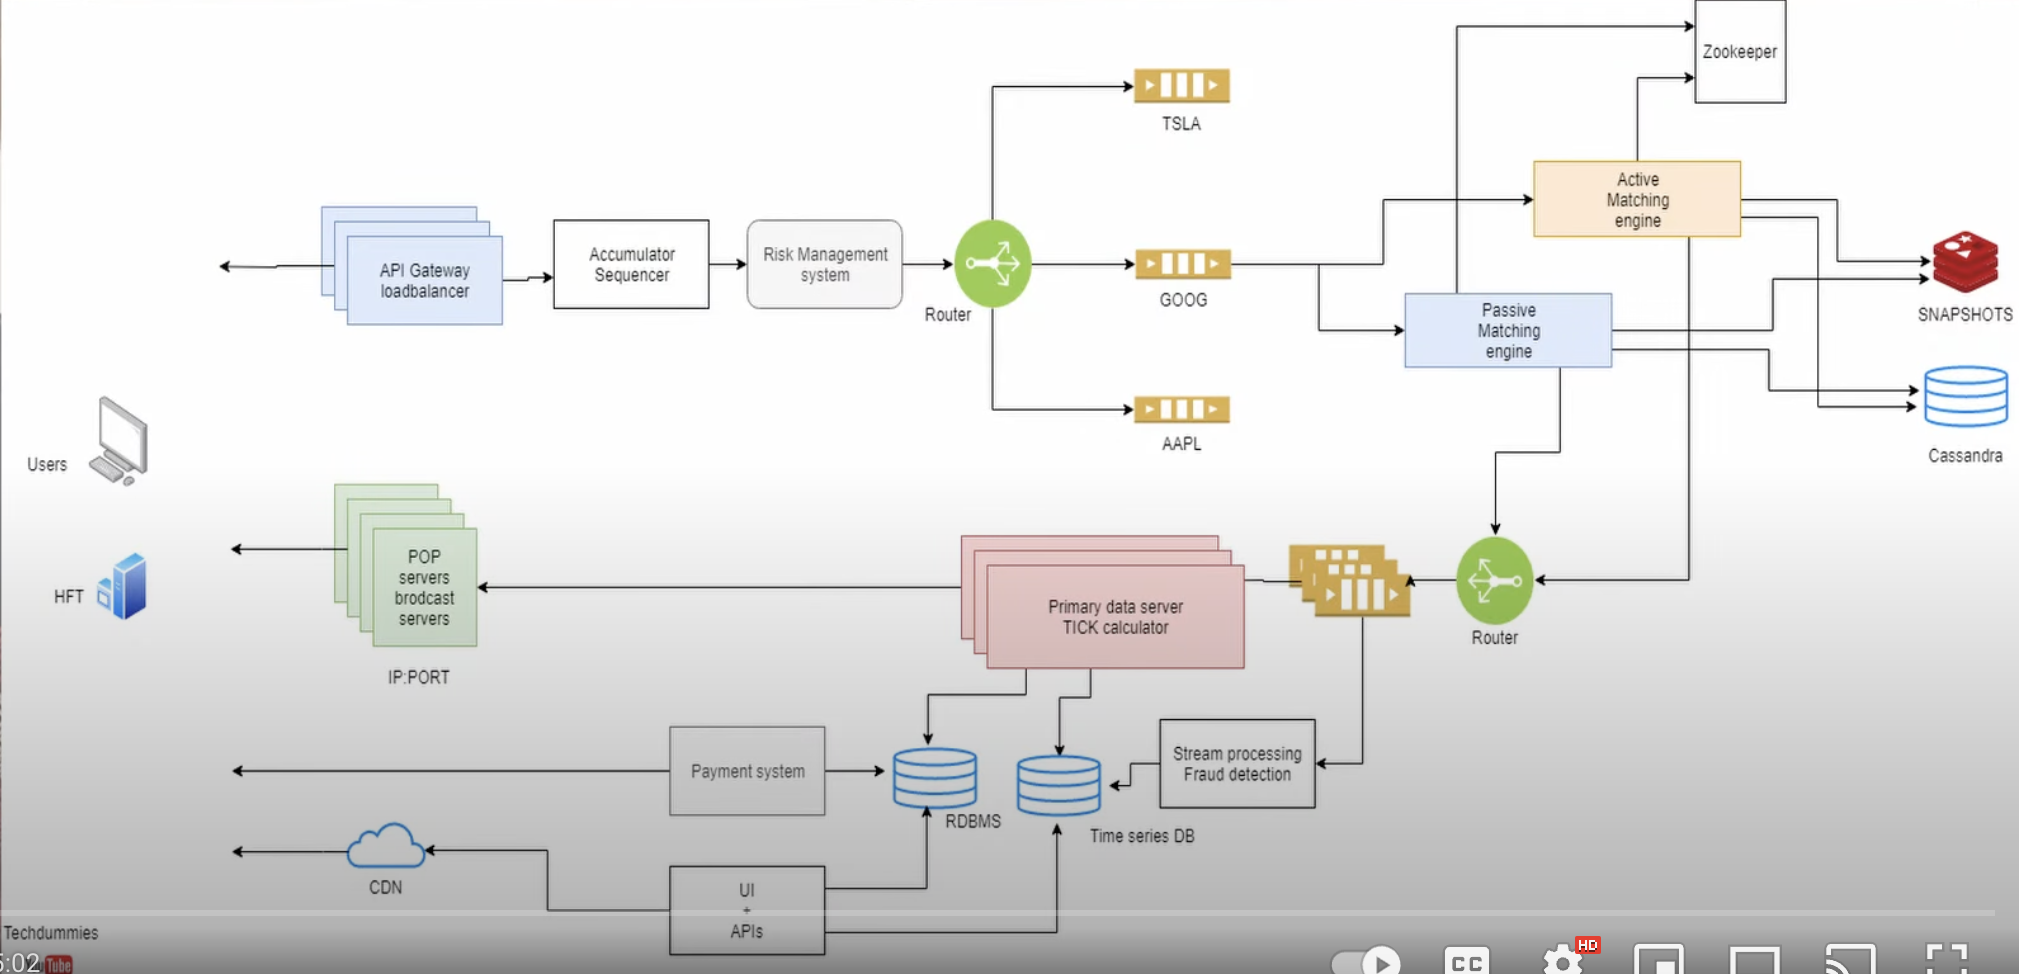 Zookeeper
TSLA
Active
Matching
engine
API Gateway
loadbalancer
Accumulator
Sequencer
Risk Management
system
Router
GOOG
Passive
Matching
engine
SNAPSHOTS
AAPL
Cassandra
Users
HFT
POP
servers
brodcast
servers
IP:PORT
Primary data server
TICK calculator
Router
Payment system
RDBMS
Stream processing
Fraud detection
Time series DB
CDN
UI
+
APIs
Techdummies
5:02
Tube
CC
HD